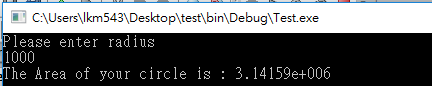 C:\Users\lkm543\Desktop\test\bin\Debug\Test.exe
Please enter radius
1000
The Area of your circle is : 3.14159e+006